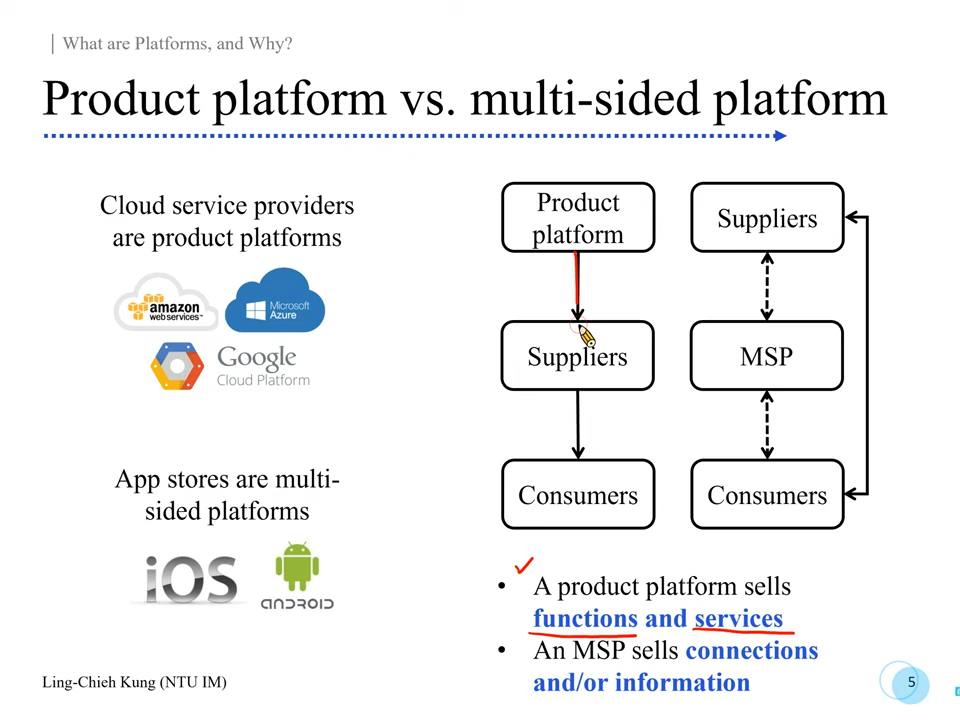 What are Platforms, and Why?
Product platform vs. multi-sided platform
Cloud service providers
are product platforms
amazon
web services™
Microsoft
Azure
Google
Cloud Platform
App stores are multi-
sided platforms
iOS
ANDROID
Product
platform
Suppliers
Consumers
Suppliers
MSP
Consumers
• A product platform sells
functions and services
• An MSP sells connections
and/or information
Ling-Chieh Kung (NTU IM)
5